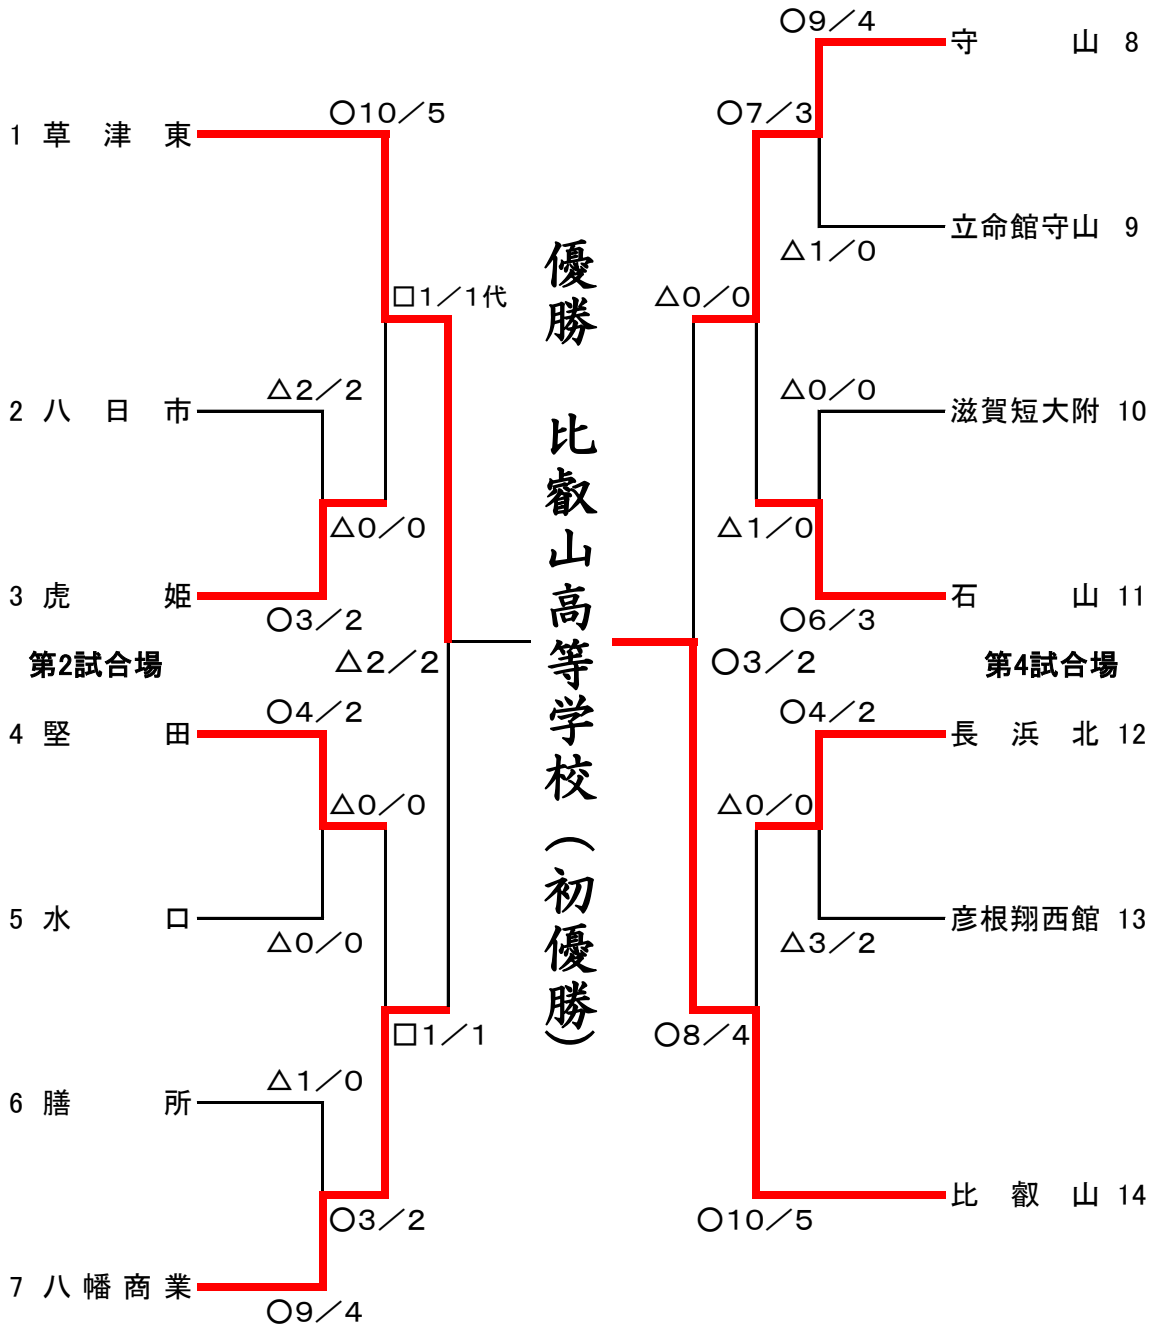 ○10／5
1 草津東
□1／1代
△2／2
2 八日市
△0／0
3 虎姫
○3／2
第2試合場
△2／2
○4／2
4 堅田
△0／0
5 水口
△0／0
□1／1
△1／0
6 膳所
○3／2
7 八幡商業
○9／4
優勝 比叡山高等学校（初優勝）
○9／4
守山 8
○7／3
立命館守山 9
△1／0
△0／0
△0／0
滋賀短大附 10
△1／0
石山 11
○6／3
○3／2
第4試合場
○4／2
長浜北 12
△0／0
彦根翔西館 13
△3／2
○8／4
比叡山 14
○10／5